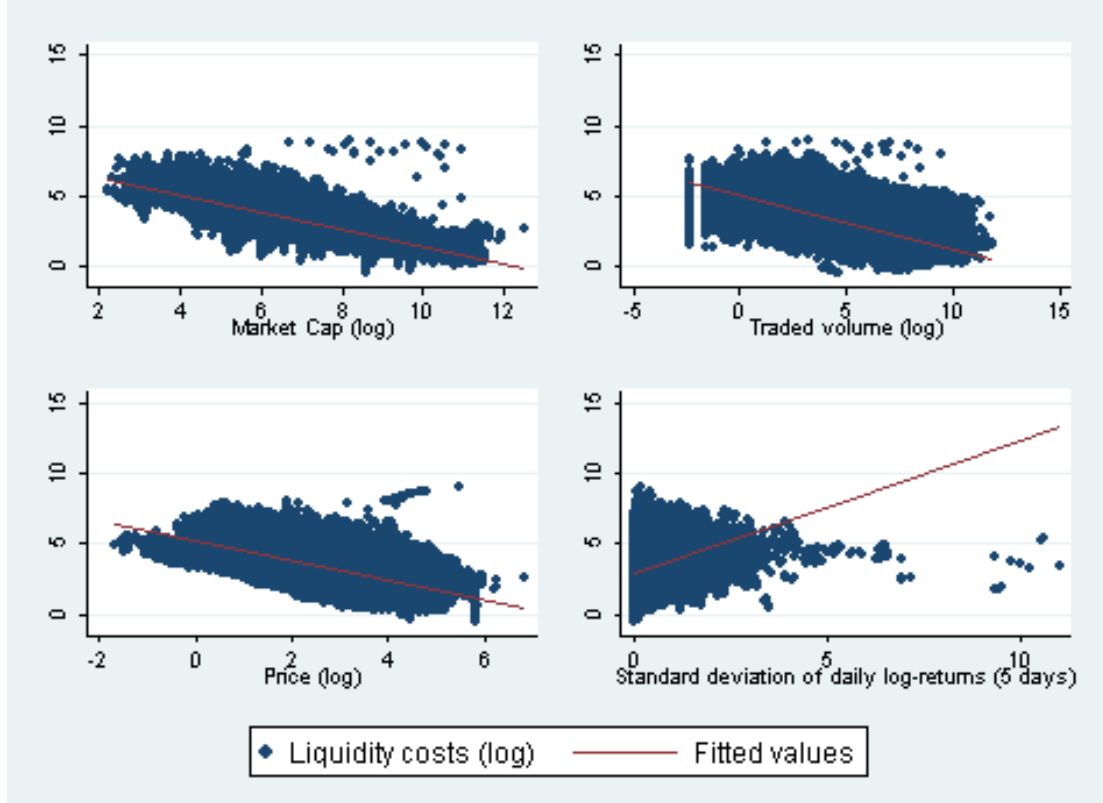 15
10
5
0
2 4 6 8 10 12
Market Cap (log)
15
10
5
0
-5 0 5 10 15
Traded volume (log)
15
10
5
0
-2 0 2 4 6
Price (log)
15
10
5
0
0 5 10
Standard deviation of daily log-returns (5 days)
Liquidity costs (log) Fitted values